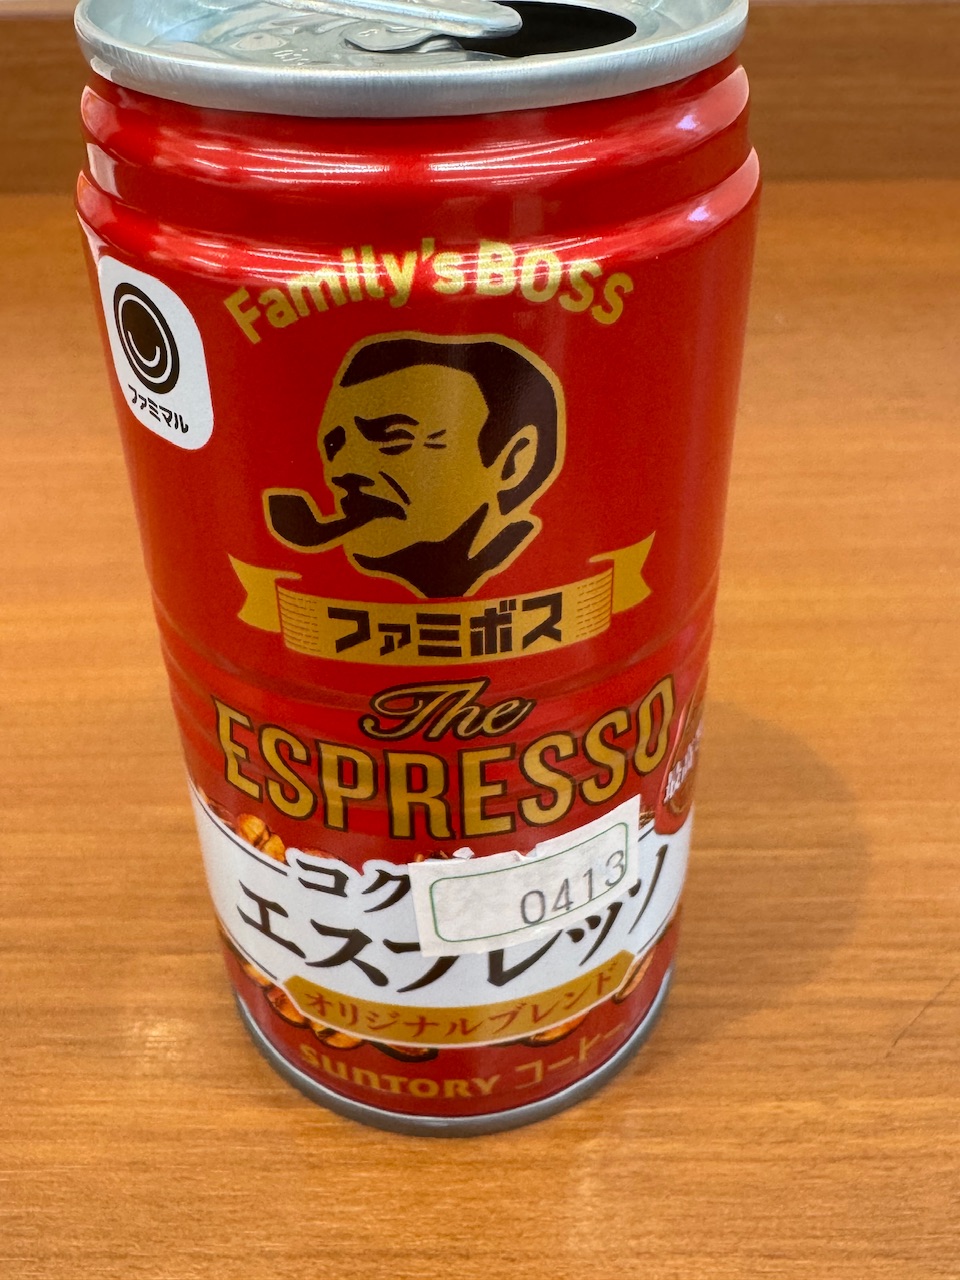 Family's BOSS
ファミマル
ファミボス
The
ESPRESSO
コク
0413
エスプレッソ
オリジナルブレンド
SUNTORY コーヒー